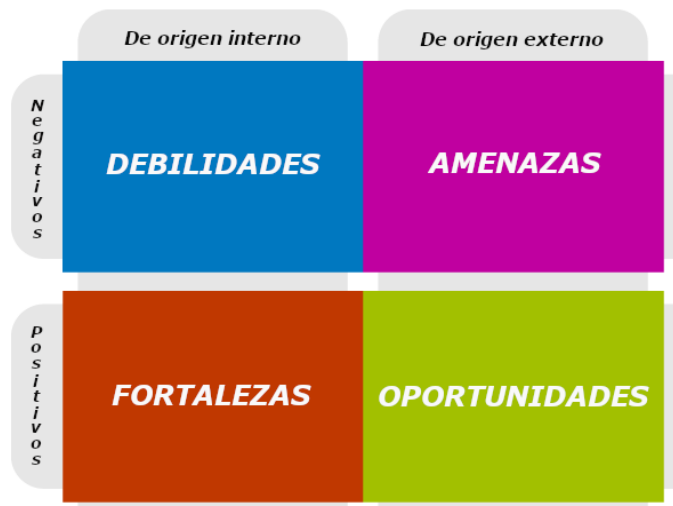 De origen interno
De origen externo
Negativos
DEBILIDADES
AMENAZAS
Positivos
FORTALEZAS
OPORTUNIDADES